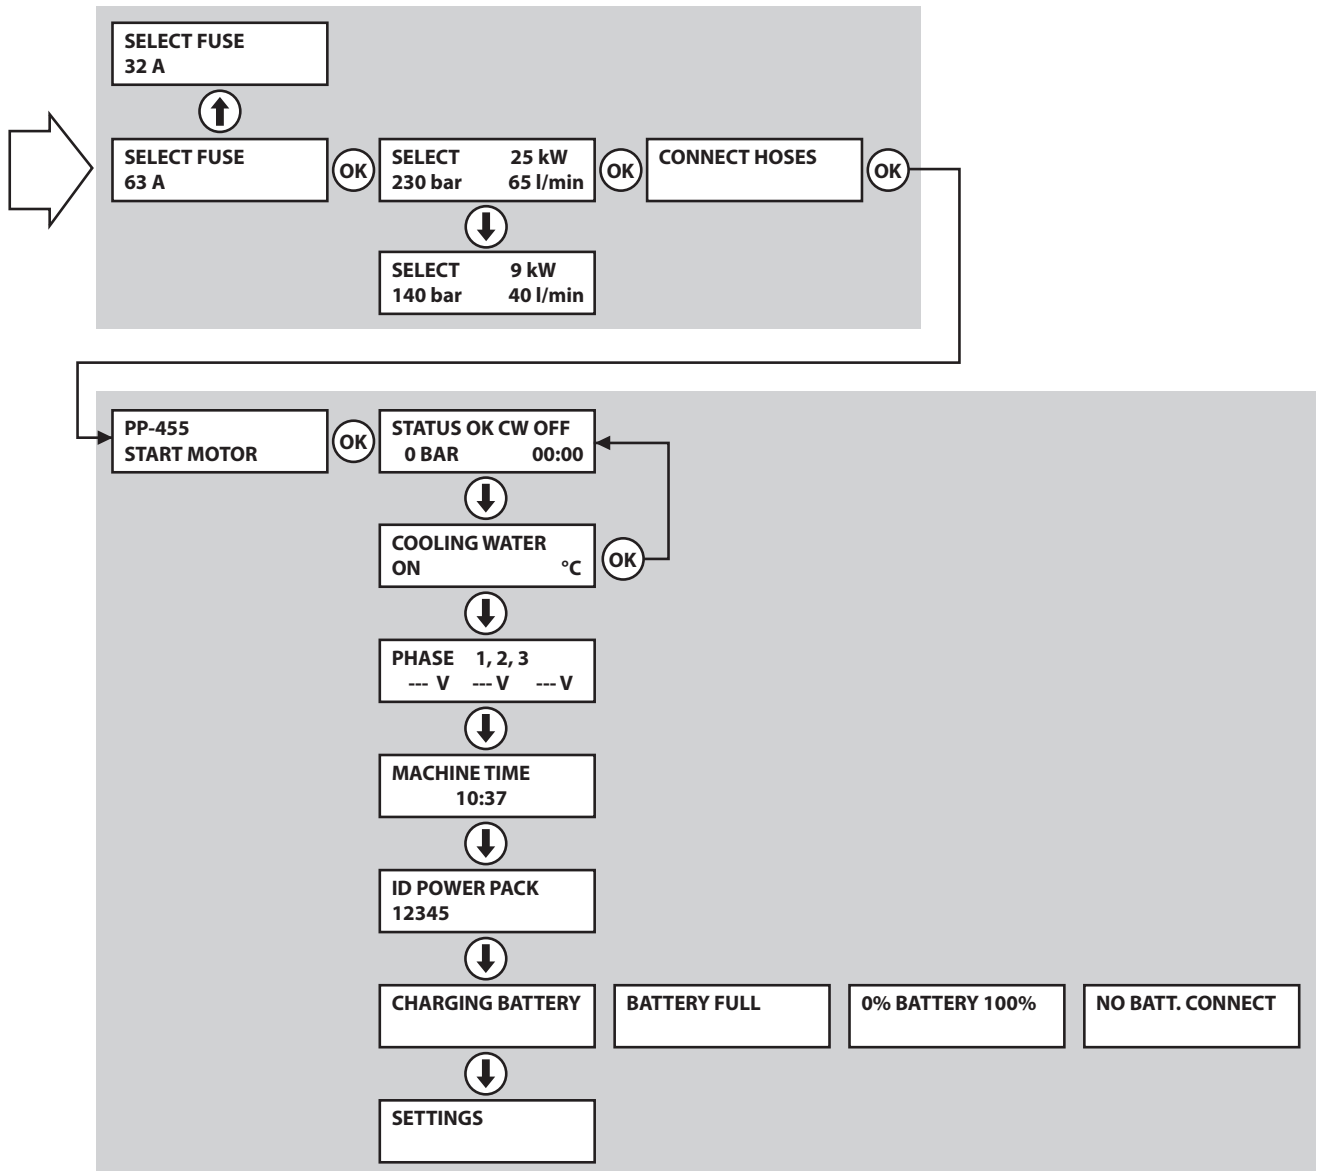 SELECT FUSE
32 A
SELECT FUSE
63 A
OK
SELECT 25 kW
230 bar 65 l/min
OK
CONNECT HOSES
OK
SELECT 9 kW
140 bar 40 l/min
PP-455
START MOTOR
OK
STATUS OK CW OFF
0 BAR 00:00
COOLING WATER
ON °C
OK
PHASE 1, 2, 3
--- V --- V --- V
MACHINE TIME
10:37
ID POWER PACK
12345
CHARGING BATTERY
BATTERY FULL
0% BATTERY 100%
NO BATT. CONNECT
SETTINGS